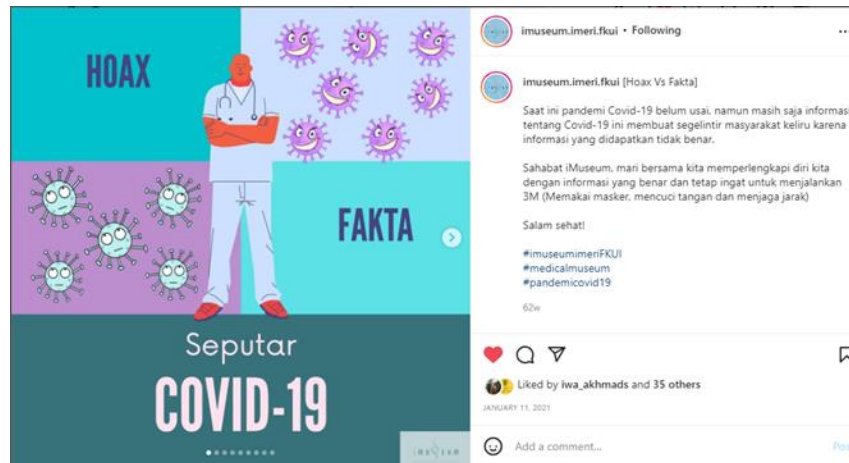 HOAX
FAKTA
Seputar
COVID-19
imuseum.imeri.fkui • Following
imuseum.imeri.fkui [Hoax Vs Fakta]
Saat ini pandemi Covid-19 belum usai, namun masih saja informasi
tentang Covid-19 ini membuat segelintir masyarakat keliru karena
informasi yang didapatkan tidak benar.
Sahabat iMuseum, mari bersama kita memperlengkapi diri kita
dengan informasi yang benar dan tetap ingat untuk menjalankan
3M (Memakai masker, mencuci tangan dan menjaga jarak)
Salam sehat!
#imuseumimeriFKUI
#medicalmuseum
#pandemicovid19
62w
Liked by iwa_akhmads and 35 others
JANUARY 11, 2021
Add a comment...